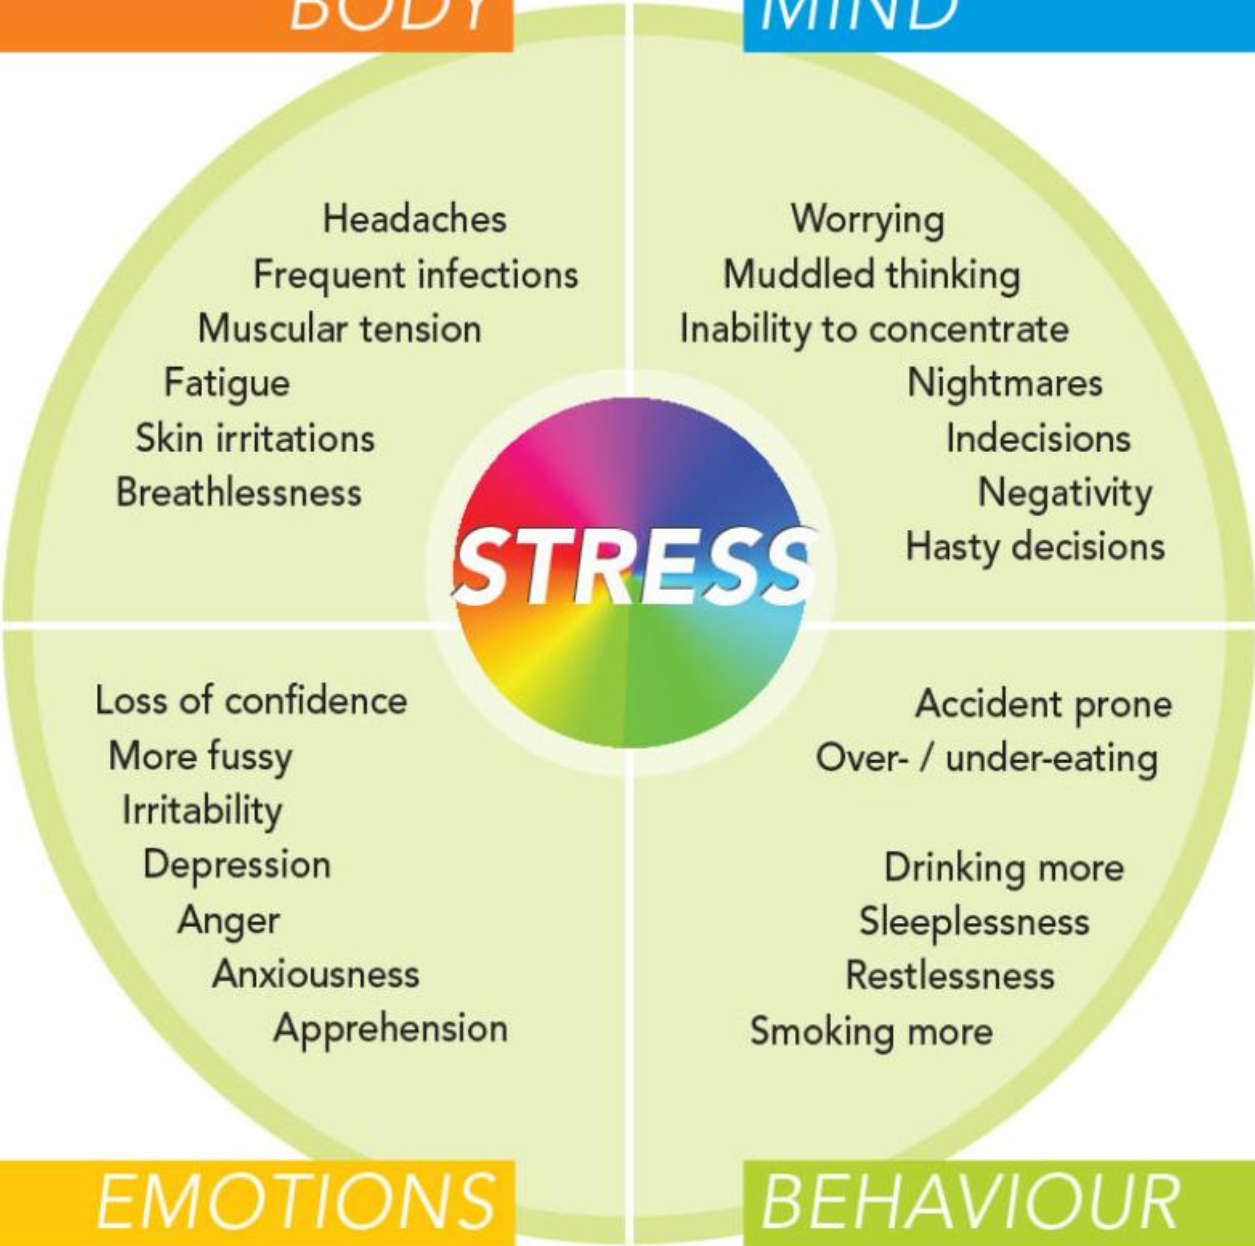 BODY
MIND
Headaches
Frequent infections
Muscular tension
Fatigue
Skin irritations
Breathlessness
Worrying
Muddled thinking
Inability to concentrate
Nightmares
Indecisions
Negativity
Hasty decisions
STRESS
Loss of confidence
More fussy
Irritability
Depression
Anger
Anxiousness
Apprehension
Accident prone
Over- / under-eating
Drinking more
Sleeplessness
Restlessness
Smoking more
EMOTIONS
BEHAVIOUR